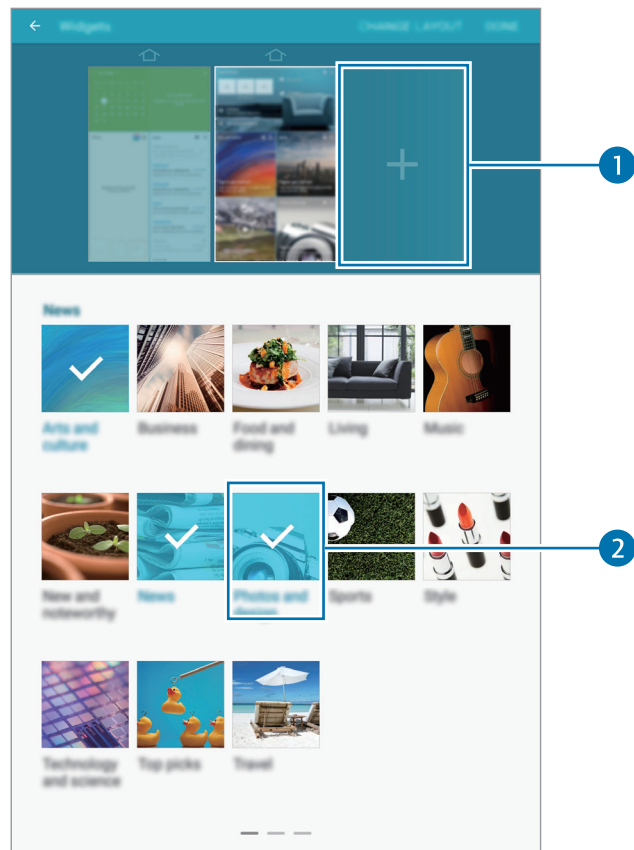 Widgets
CHANGE LAYOUT DONE
1
News
Arts and
culture
Business
Food and
dining
Living
Music
2
New and
noteworthy
News
Photos and
design
Sports
Style
Technology
and science
Top picks
Travel